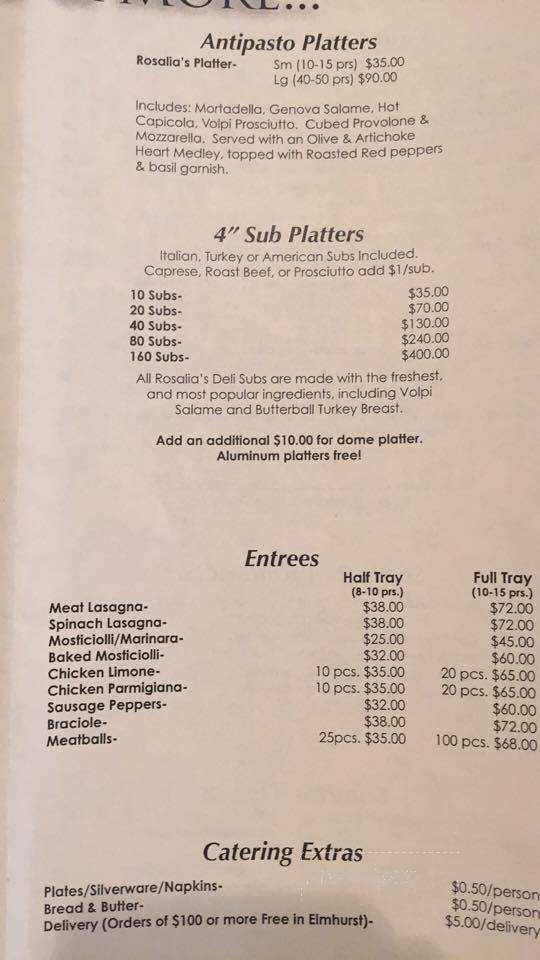 MORE...
Antipasto Platters
Rosalia's Platter- Sm (10-15 prs) $35.00
Lg (40-50 prs) $90.00
Includes: Mortadella, Genova Salame, Hot
Capicola, Volpi Prosciutto. Cubed Provolone &
Mozzarella. Served with an Olive & Artichoke
Heart Medley, topped with Roasted Red peppers
& basil garnish.
4" Sub Platters
Italian, Turkey or American Subs Included.
Caprese, Roast Beef, or Prosciutto add $1/sub.
10 Subs- $35.00
20 Subs- $70.00
40 Subs- $130.00
80 Subs- $240.00
160 Subs- $400.00
All Rosalia's Deli Subs are made with the freshest,
and most popular ingredients, including Volpi
Salame and Butterball Turkey Breast.
Add an additional $10.00 for dome platter.
Aluminum platters free!
Entrees
Half Tray Full Tray
(8-10 prs.) (10-15 prs.)
Meat Lasagna- $38.00 $72.00
Spinach Lasagna- $38.00 $72.00
Mosticiolli/Marinara- $25.00 $45.00
Baked Mosticiolli- $32.00 $60.00
Chicken Limone- 10 pcs. $35.00 20 pcs. $65.00
Chicken Parmigiana- 10 pcs. $35.00 20 pcs. $65.00
Sausage Peppers- $32.00 $60.00
Braciole- $38.00 $72.00
Meatballs- 25pcs. $35.00 100 pcs. $68.00
Catering Extras
Plates/Silverware/Napkins- $0.50/person
Bread & Butter- $0.50/person
Delivery (Orders of $100 or more Free in Elmhurst)- $5.00/delivery